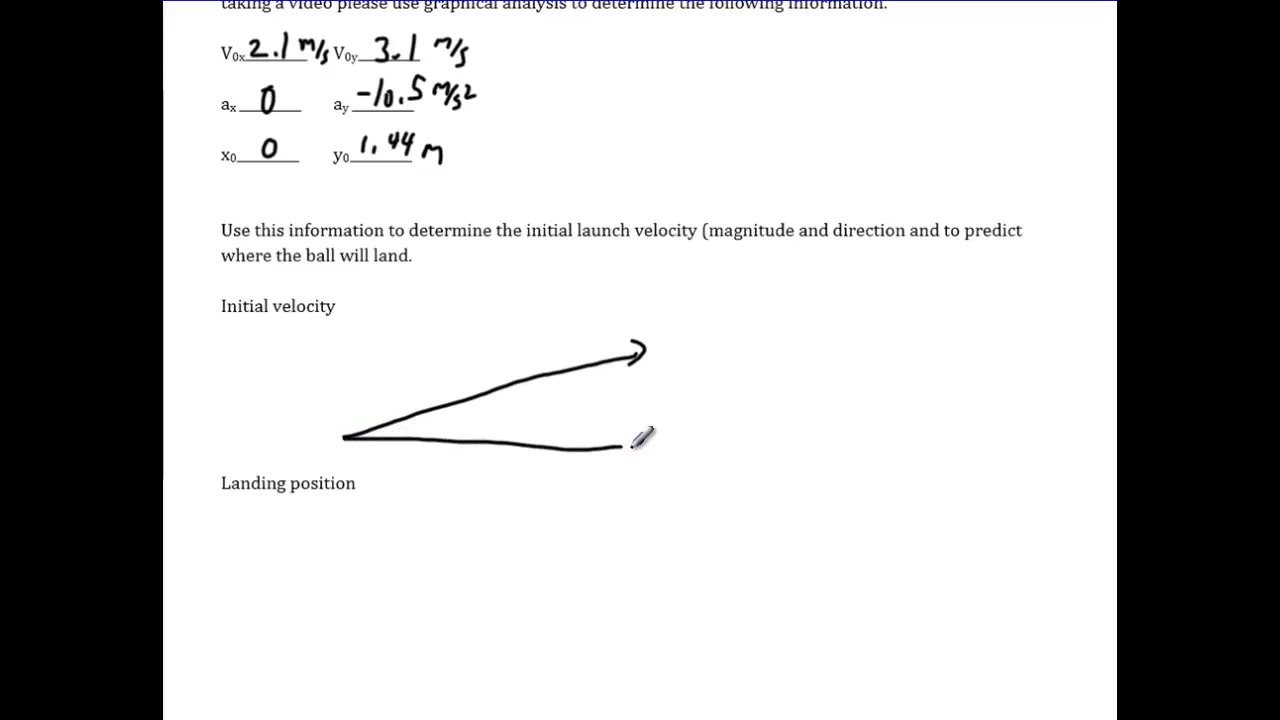 taking a video please use graphical analysis to determine the following information.
V0x 2.1 m/s V0y 3.1 m/s
ax 0 ay -10.5 m/s2
x0 0 y0 1.44 m
Use this information to determine the initial launch velocity (magnitude and direction and to predict
where the ball will land.
Initial velocity
Landing position